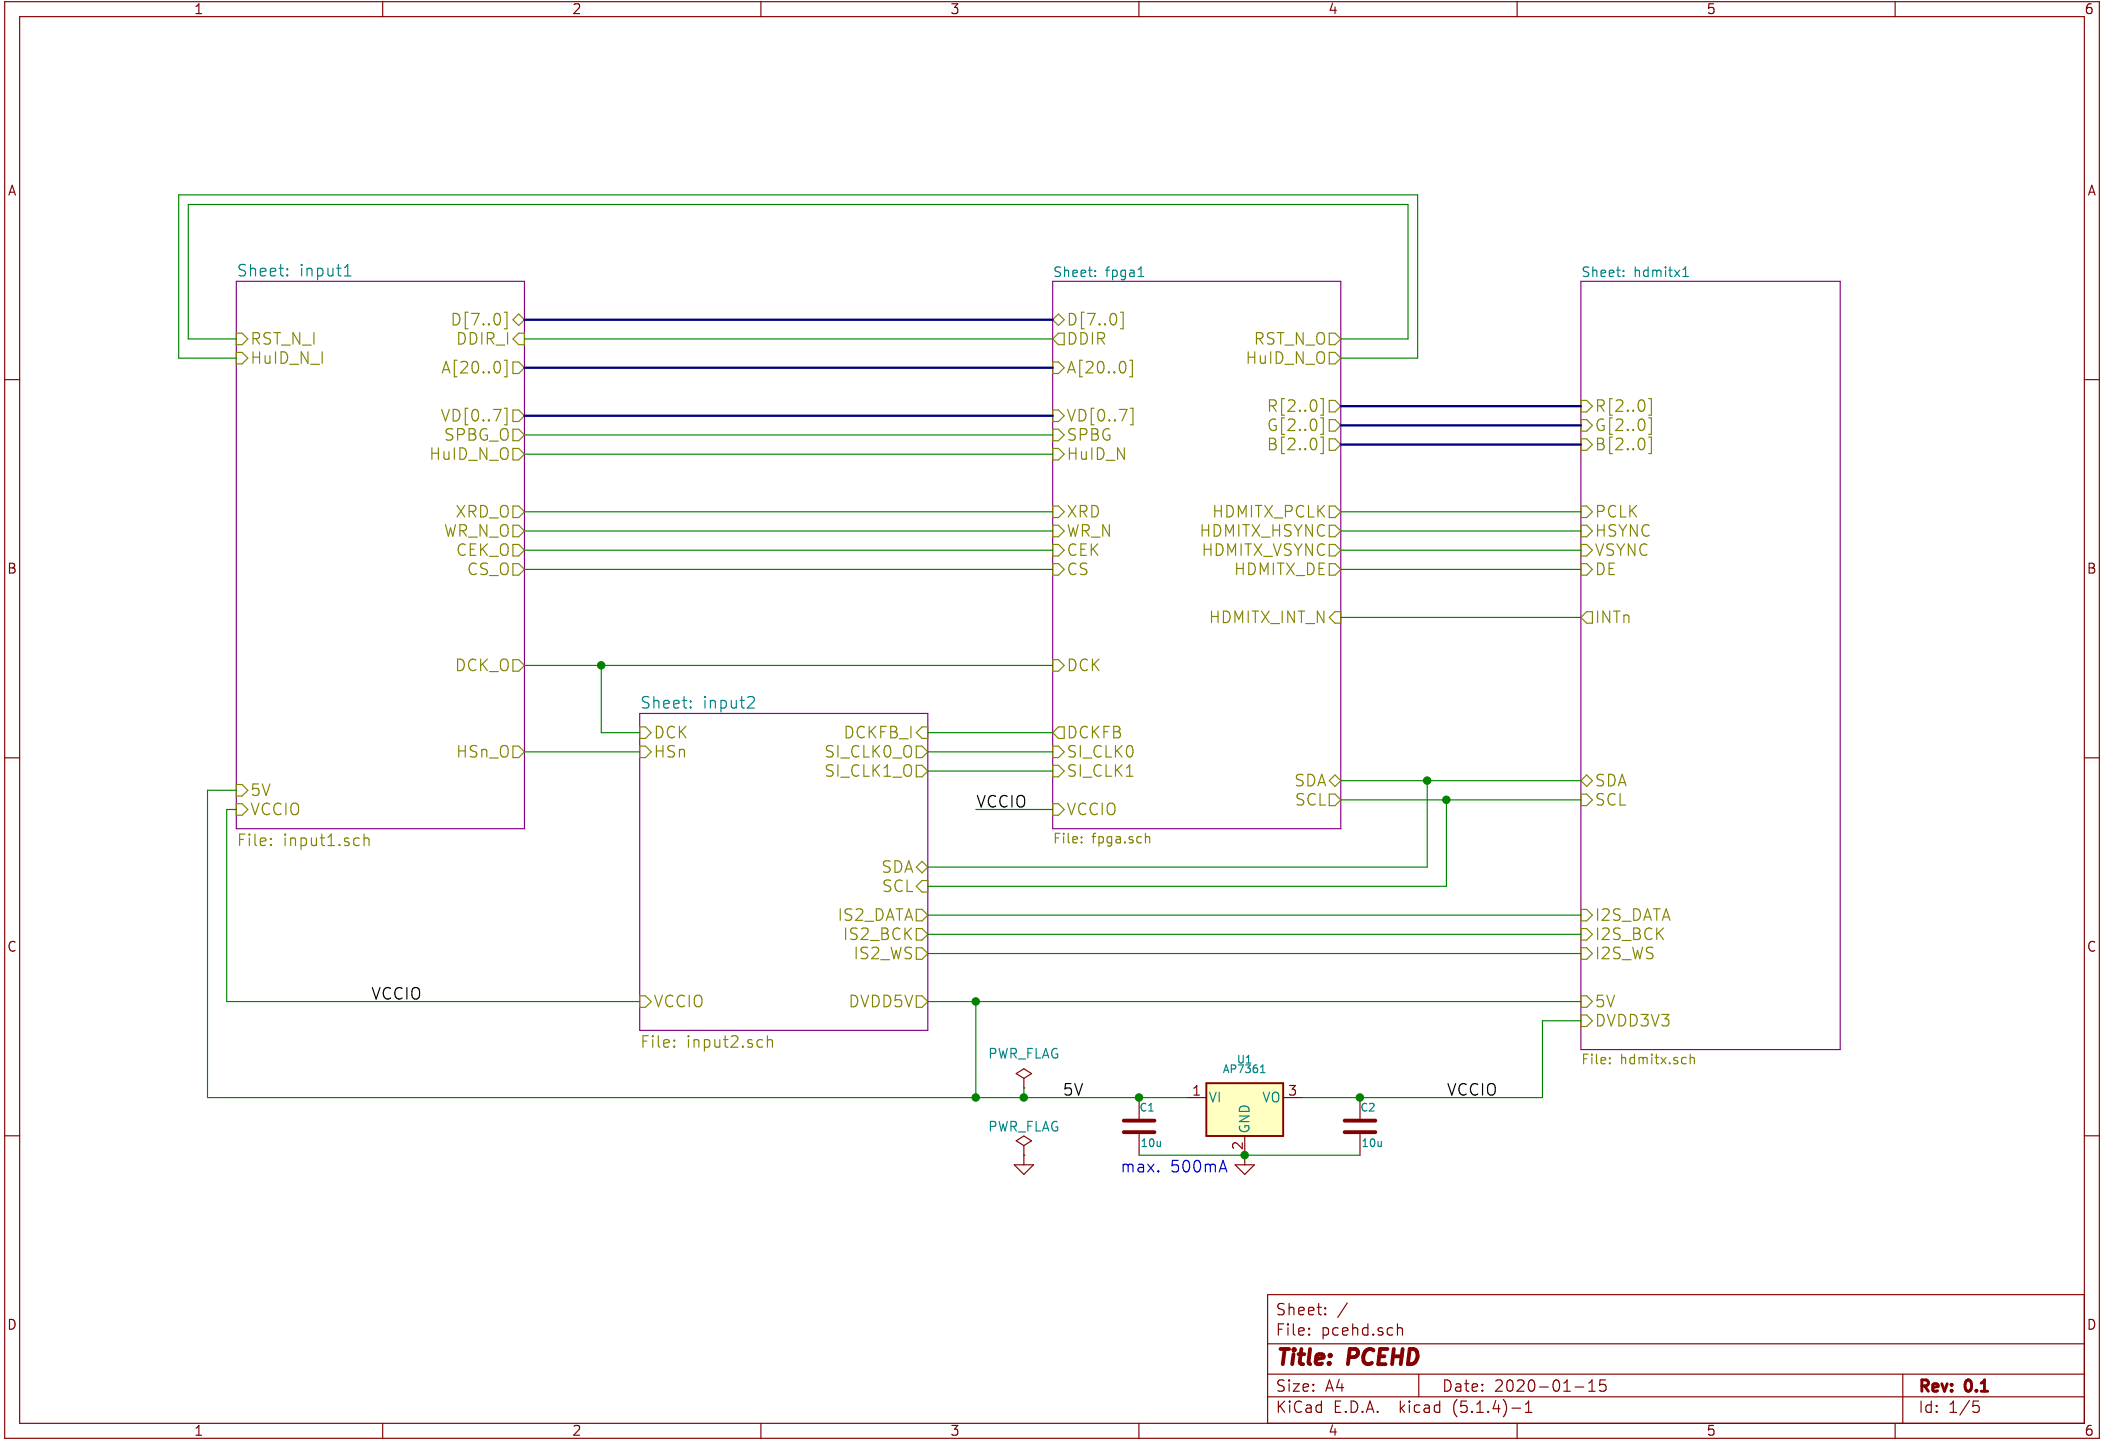 1 2 3 4 5 6
A A
Sheet: input1
RST_N_I
HuID_N_I
D[7..0]
DDIR_I
A[20..0]
VD[0..7]
SPBG_O
HuID_N_O
XRD_O
WR_N_O
CEK_O
CS_O
DCK_O
HSn_O
5V
VCCIO
File: input1.sch
Sheet: fpga1
D[7..0]
DDIR
A[20..0]
VD[0..7]
SPBG
HuID_N
XRD
WR_N
CEK
CS
DCK
DCKFB
SI_CLK0
SI_CLK1
VCCIO
VCCIO
RST_N_O
HuID_N_O
R[2..0]
G[2..0]
B[2..0]
HDMITX_PCLK
HDMITX_HSYNC
HDMITX_VSYNC
HDMITX_DE
HDMITX_INT_N
SDA
SCL
File: fpga.sch
Sheet: hdmitx1
R[2..0]
G[2..0]
B[2..0]
PCLK
HSYNC
VSYNC
DE
INTn
SDA
SCL
I2S_DATA
I2S_BCK
I2S_WS
5V
DVDD3V3
File: hdmitx.sch
B B
Sheet: input2
DCK
HSn
DCKFB_I
SI_CLK0_O
SI_CLK1_O
SDA
SCL
IS2_DATA
IS2_BCK
IS2_WS
VCCIO
VCCIO
DVDD5V
File: input2.sch
C C
PWR_FLAG
PWR_FLAG
5V
U1
AP7361
1 VI VO 3
GND
2
C1
10u
C2
10u
VCCIO
max. 500mA
D D
Sheet: /
File: pcehd.sch
Title: PCEHD
Size: A4 Date: 2020-01-15 Rev: 0.1
KiCad E.D.A. kicad (5.1.4)-1 Id: 1/5
1 2 3 4 5 6